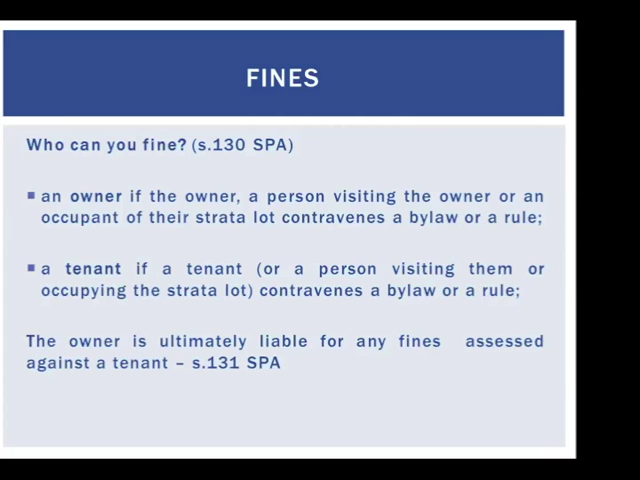 FINES
Who can you fine? (s.130 SPA)
▪ an owner if the owner, a person visiting the owner or an
occupant of their strata lot contravenes a bylaw or a rule;
▪ a tenant if a tenant (or a person visiting them or
occupying the strata lot) contravenes a bylaw or a rule;
The owner is ultimately liable for any fines assessed
against a tenant – s.131 SPA